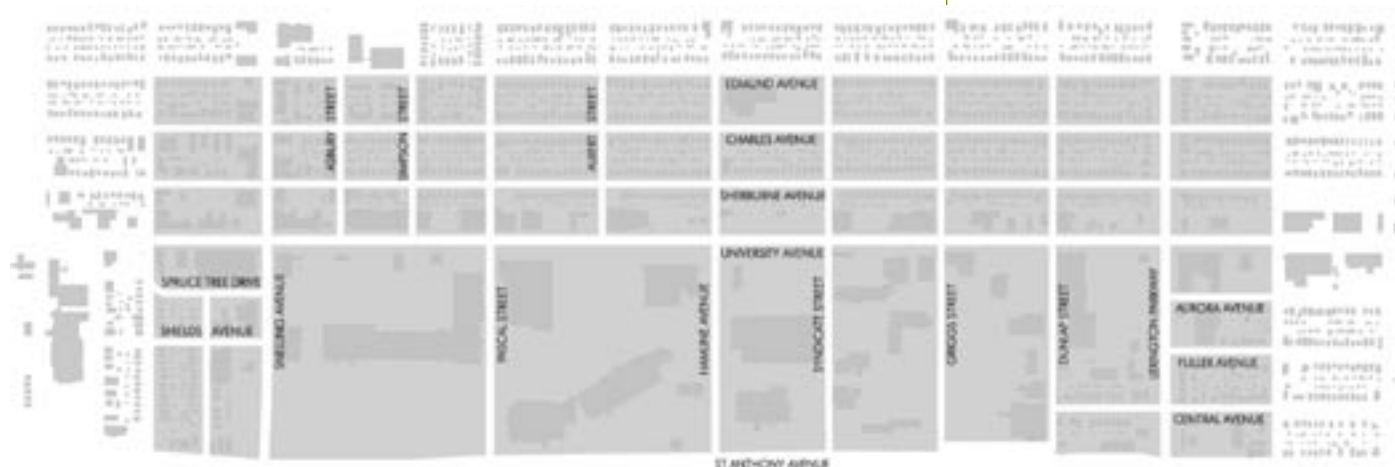 EDMUND AVENUE
ASBURY STREET
SIMPSON STREET
ALBERT STREET
CHARLES AVENUE
SHERBURNE AVENUE
UNIVERSITY AVENUE
SPRUCE TREE DRIVE
SHIELDS AVENUE
SNELLING AVENUE
PASCAL STREET
HAMLINE AVENUE
SYNDICATE STREET
GRIGGS STREET
DUNLAP STREET
LEXINGTON PARKWAY
AURORA AVENUE
FULLER AVENUE
CENTRAL AVENUE
ST ANTHONY AVENUE